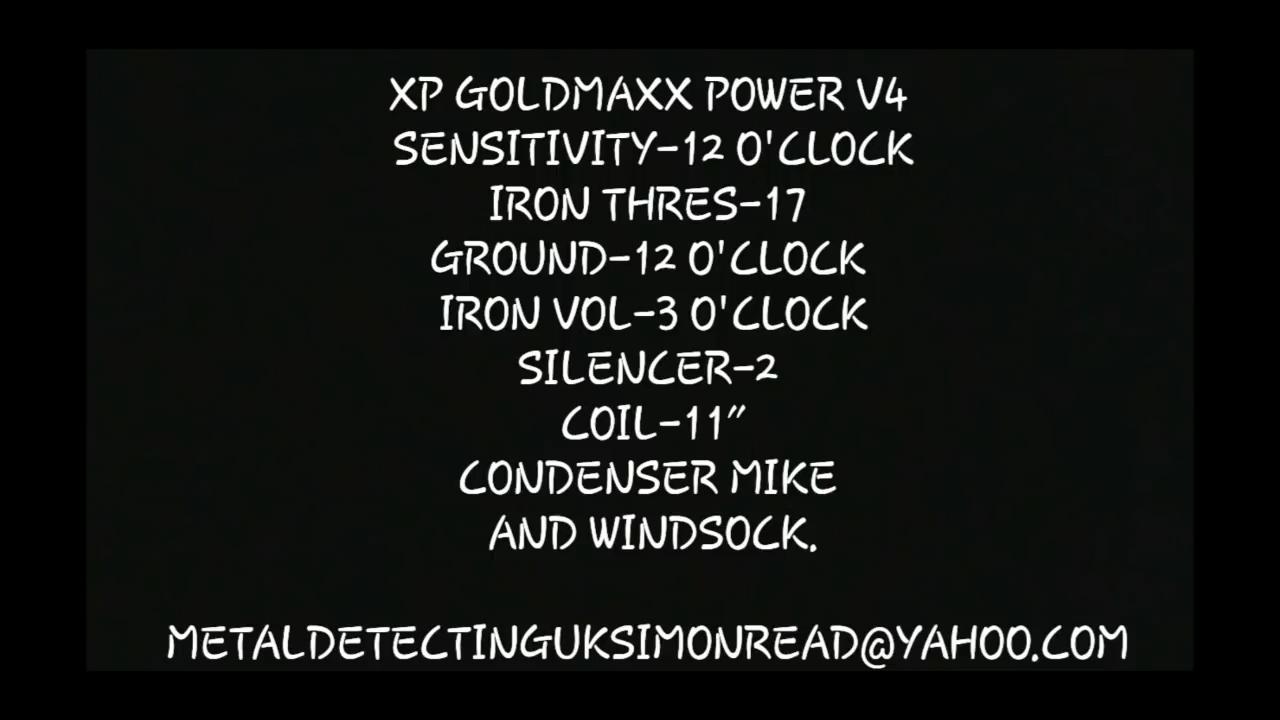 XP GOLDMAXX POWER V4
SENSITIVITY-12 O'CLOCK
IRON THRES-17
GROUND-12 O'CLOCK
IRON VOL-3 O'CLOCK
SILENCER-2
COIL-11"
CONDENSER MIKE
AND WINDSOCK.
METALDETECTINGUKSIMONREAD@YAHOO.COM